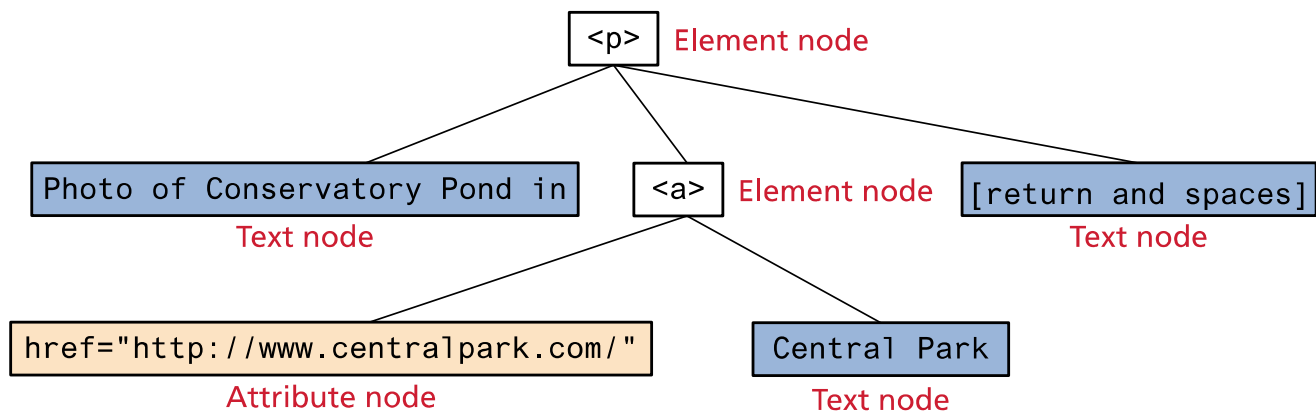 <p> Element node
Photo of Conservatory Pond in
Text node
<a> Element node
[return and spaces]
Text node
href="http://www.centralpark.com/"
Attribute node
Central Park
Text node